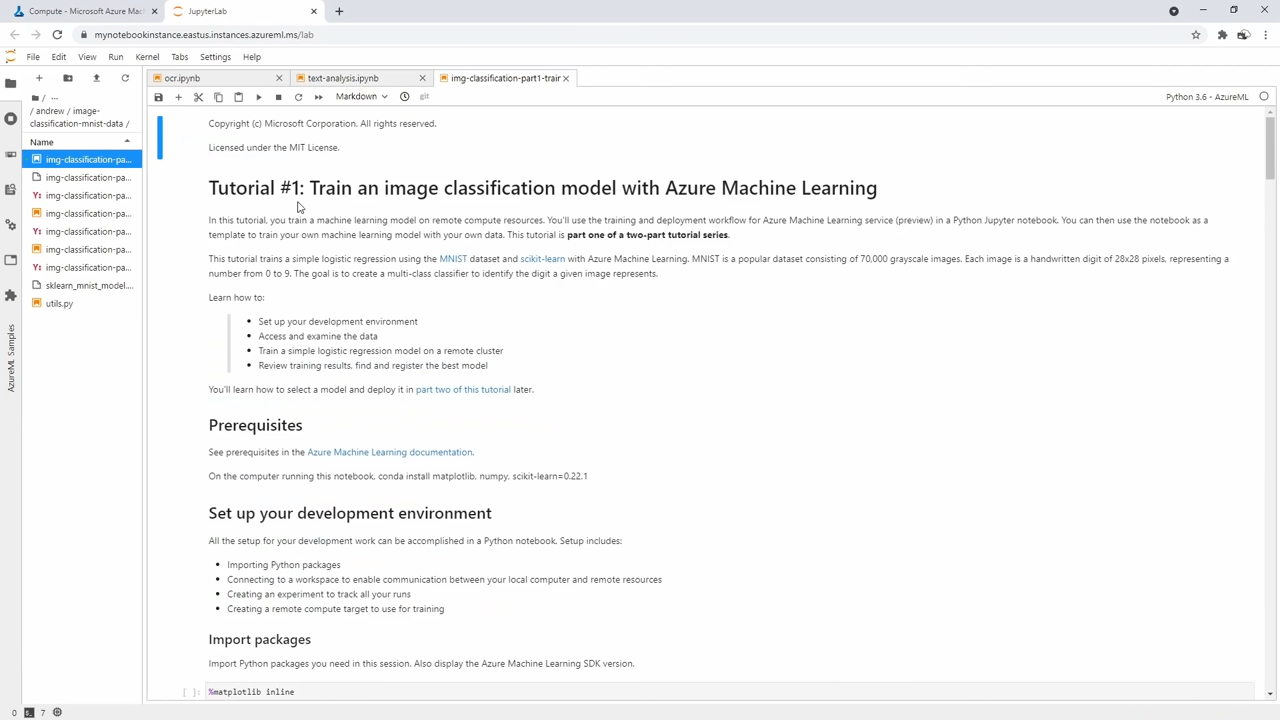 Compute - Microsoft Azure Mac
JupyterLab
mynotebookinstance.eastus.instances.azureml.ms/lab
File Edit View Run Kernel Tabs Settings Help
ocr.ipynb
text-analysis.ipynb
img-classification-part1-trair
Markdown
git
Python 3.6 - AzureML
/ ...
/ andrew / image-
classification-mnist-data /
Name
img-classification-pa...
img-classification-pa...
img-classification-pa...
img-classification-pa...
img-classification-pa...
img-classification-pa...
img-classification-pa...
sklearn_mnist_model....
utils.py
AzureML Samples
Copyright (c) Microsoft Corporation. All rights reserved.
Licensed under the MIT License.
Tutorial #1: Train an image classification model with Azure Machine Learning
In this tutorial, you train a machine learning model on remote compute resources. You'll use the training and deployment workflow for Azure Machine Learning service (preview) in a Python Jupyter notebook. You can then use the notebook as a
template to train your own machine learning model with your own data. This tutorial is part one of a two-part tutorial series.
This tutorial trains a simple logistic regression using the MNIST dataset and scikit-learn with Azure Machine Learning. MNIST is a popular dataset consisting of 70,000 grayscale images. Each image is a handwritten digit of 28x28 pixels, representing a
number from 0 to 9. The goal is to create a multi-class classifier to identify the digit a given image represents.
Learn how to:
• Set up your development environment
• Access and examine the data
• Train a simple logistic regression model on a remote cluster
• Review training results, find and register the best model
You'll learn how to select a model and deploy it in part two of this tutorial later.
Prerequisites
See prerequisites in the Azure Machine Learning documentation.
On the computer running this notebook, conda install matplotlib, numpy, scikit-learn=0.22.1
Set up your development environment
All the setup for your development work can be accomplished in a Python notebook. Setup includes:
• Importing Python packages
• Connecting to a workspace to enable communication between your local computer and remote resources
• Creating an experiment to track all your runs
• Creating a remote compute target to use for training
Import packages
Import Python packages you need in this session. Also display the Azure Machine Learning SDK version.
[ ]: %matplotlib inline
0 7